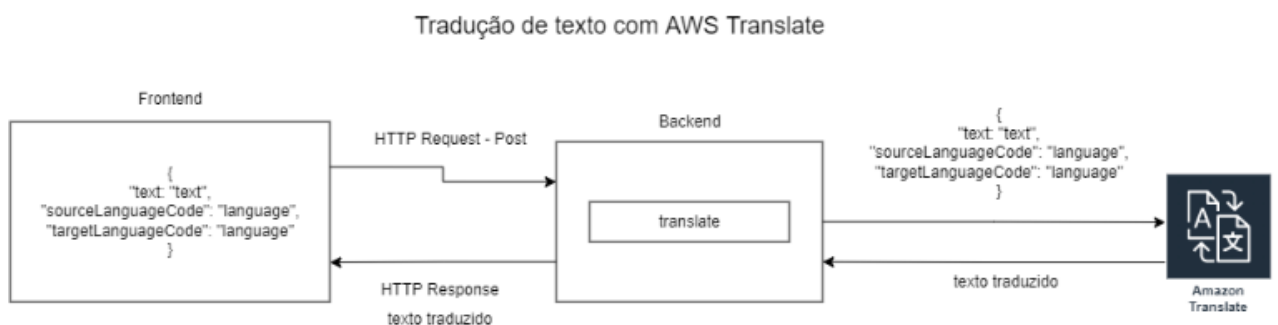 Tradução de texto com AWS Translate
Frontend
{
"text: "text",
"sourceLanguageCode": "language",
"targetLanguageCode": "language"
}
HTTP Request - Post
HTTP Response
texto traduzido
Backend
translate
{
"text: "text",
"sourceLanguageCode": "language",
"targetLanguageCode": "language"
}
texto traduzido
A
文
Amazon
Translate